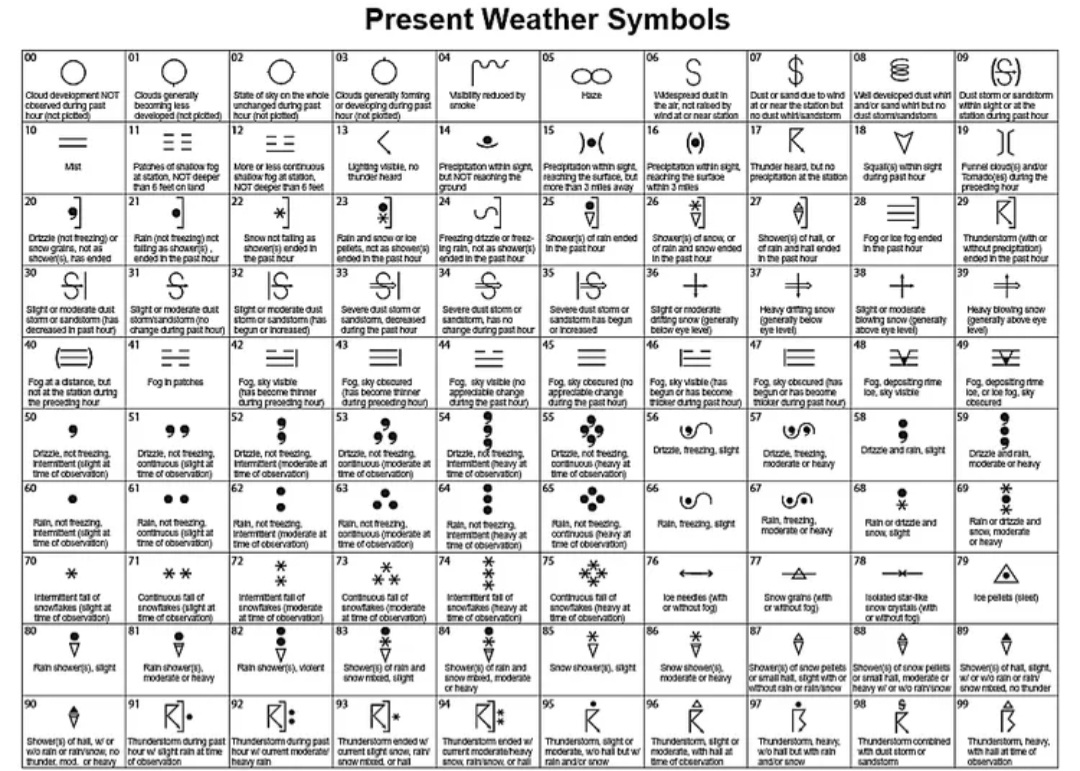 Present Weather Symbols
00
Cloud development NOT
observed during past
hour (not plotted)
01
Clouds generally
becoming less
developed (not plotted)
02
State of sky on the whole
unchanged during past
hour (not plotted)
03
Clouds generally forming
or developing during past
hour (not plotted)
04
Visibility reduced by
smoke
05
Haze
06
Widespread dust in
the air, not raised by
wind at or near station
07
Dust or sand due to wind
at or near the station but
no dust whirl/sandstorm
08
Well developed dust whirl
and/or sand whirl but no
dust storm/sandstorms
09
Dust storm or sandstorm
within sight or at the
station during past hour
10
Mist
11
Patches of shallow fog
at station, NOT deeper
than 6 feet on land
12
More or less continuous
shallow fog at station,
NOT deeper than 6 feet
13
Lighting visible, no
thunder heard
14
Precipitation within sight,
but NOT reaching the
ground
15
Precipitation within sight,
reaching the surface, but
more than 3 miles away
16
Precipitation within sight,
reaching the surface
within 3 miles
17
Thunder heard, but no
precipitation at the station
18
Squall(s) within sight
during past hour
19
Funnel cloud(s) and/or
Tornado(es) during the
preceding hour
20
Drizzle (not freezing) or
snow grains, not as
shower(s), has ended
21
Rain (not freezing) not
falling as shower(s),
ended in the past hour
22
Snow not falling as
shower(s) ended in
the past hour
23
Rain and snow or ice
pellets, not as shower(s)
ended in the past hour
24
Freezing drizzle or freez-
ing rain, not as shower(s)
ended in the past hour
25
Shower(s) of rain ended
in the past hour
26
Shower(s) of snow, or
of rain and snow ended
in the past hour
27
Shower(s) of hail, or
of rain and hail ended
in the past hour
28
Fog or ice fog ended
in the past hour
29
Thunderstorm (with or
without precipitation)
ended in the past hour
30
Slight or moderate dust
storm or sandstorm (has
decreased in past hour)
31
Slight or moderate dust
storm/sandstorm (no
change during past hour)
32
Slight or moderate dust
storm or sandstorm (has
begun or increased)
33
Severe dust storm or
sandstorm, decreased
during the past hour
34
Severe dust storm or
sandstorm, has no
change during past hour
35
Severe dust storm or
sandstorm has begun
or increased
36
Slight or moderate
drifting snow (generally
below eye level)
37
Heavy drifting snow
(generally below
eye level)
38
Slight or moderate
blowing snow (generally
above eye level)
39
Heavy blowing snow
(generally above eye
level)
40
Fog at a distance, but
not at the station during
the preceding hour
41
Fog in patches
42
Fog, sky visible
(has become thinner
during preceding hour)
43
Fog, sky obscured
(has become thinner
during preceding hour)
44
Fog, sky visible (no
appreciable change
during the past hour)
45
Fog, sky obscured (no
appreciable change
during the past hour)
46
Fog, sky visible (has
begun or has become
thicker during past hour)
47
Fog, sky obscured (has
begun or has become
thicker during past hour)
48
Fog, depositing rime
ice, sky visible
49
Fog, depositing rime
ice, or ice fog, sky
obscured
50
Drizzle, not freezing,
intermittent (slight at
time of observation)
51
Drizzle, not freezing,
continuous (slight at
time of observation)
52
Drizzle, not freezing,
intermittent (moderate at
time of observation)
53
Drizzle, not freezing,
continuous (moderate at
time of observation)
54
Drizzle, not freezing,
intermittent (heavy at
time of observation)
55
Drizzle, not freezing,
continuous (heavy at
time of observation)
56
Drizzle, freezing, slight
57
Drizzle, freezing,
moderate or heavy
58
Drizzle and rain, slight
59
Drizzle and rain,
moderate or heavy
60
Rain, not freezing,
intermittent (slight at
time of observation)
61
Rain, not freezing,
continuous (slight at
time of observation)
62
Rain, not freezing,
intermittent (moderate at
time of observation)
63
Rain, not freezing,
continuous (moderate at
time of observation)
64
Rain, not freezing,
intermittent (heavy at
time of observation)
65
Rain, not freezing,
continuous (heavy at
time of observation)
66
Rain, freezing, slight
67
Rain, freezing,
moderate or heavy
68
Rain or drizzle and
snow, slight
69
Rain or drizzle and
snow, moderate
or heavy
70
Intermittent fall of
snowflakes (slight at
time of observation)
71
Continuous fall of
snowflakes (slight at
time of observation)
72
Intermittent fall of
snowflakes (moderate
at time of observation)
73
Continuous fall of
snowflakes (moderate
at time of observation)
74
Intermittent fall of
snowflakes (heavy at
time of observation)
75
Continuous fall of
snowflakes (heavy at
time of observation)
76
Ice needles (with
or without fog)
77
Snow grains (with
or without fog)
78
Isolated star-like
snow crystals (with
or without fog)
79
Ice pellets (sleet)
80
Rain shower(s), slight
81
Rain shower(s),
moderate or heavy
82
Rain shower(s), violent
83
Shower(s) of rain and
snow mixed, slight
84
Shower(s) of rain and
snow mixed, moderate
or heavy
85
Snow shower(s), slight
86
Snow shower(s),
moderate or heavy
87
Shower(s) of snow pellets
or small hail, slight with or
without rain or rain/snow
88
Shower(s) of snow pellets
or small hail, moderate or
heavy w/ or w/o rain/snow
89
Shower(s) of hail, slight,
w/ or w/o rain or rain/
snow mixed, no thunder
90
Shower(s) of hail, w/ or
w/o rain or rain/snow, no
thunder, mod. or heavy
91
Thunderstorm during past
hour w/ slight rain at time
of observation
92
Thunderstorm during past
hour w/ current moderate/
heavy rain
93
Thunderstorm ended w/
current slight snow, rain/
snow mixed, or hail
94
Thunderstorm ended w/
current moderate/heavy
snow, rain/snow, or hail
95
Thunderstorm, slight or
moderate, w/o hail but w/
rain and/or snow
96
Thunderstorm, slight or
moderate, with hail at
time of observation
97
Thunderstorm, heavy,
w/o hail but with rain
and/or snow
98
Thunderstorm combined
with dust storm or
sandstorm
99
Thunderstorm, heavy,
with hail at time of
observation